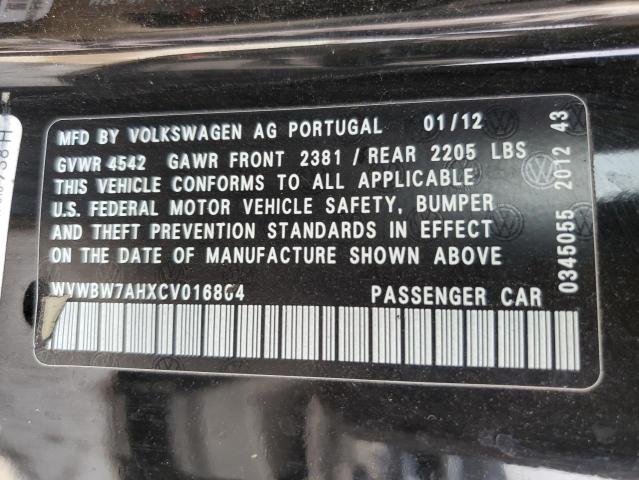 MFD BY VOLKSWAGEN AG PORTUGAL 01/12
GVWR 4542 GAWR FRONT 2381 / REAR 2205 LBS
THIS VEHICLE CONFORMS TO ALL APPLICABLE
U.S. FEDERAL MOTOR VEHICLE SAFETY, BUMPER
AND THEFT PREVENTION STANDARDS IN EFFECT
ON THE DATE OF MANUFACTURE SHOWN ABOVE
WVWBW7AHXCV016864 PASSENGER CAR
0345055 2012 43